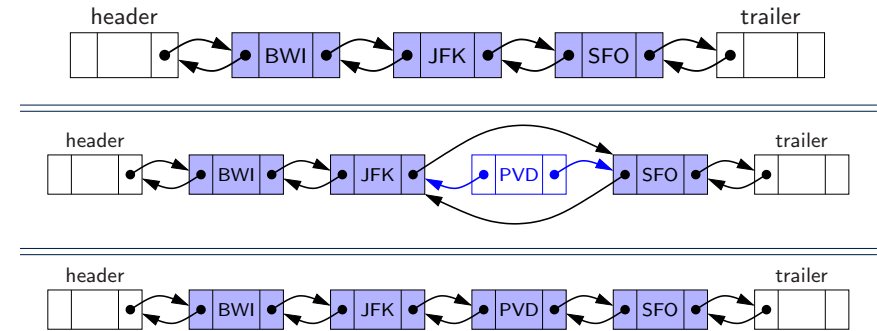 header trailer
BWI JFK SFO
header trailer
BWI JFK PVD SFO
header trailer
BWI JFK PVD SFO